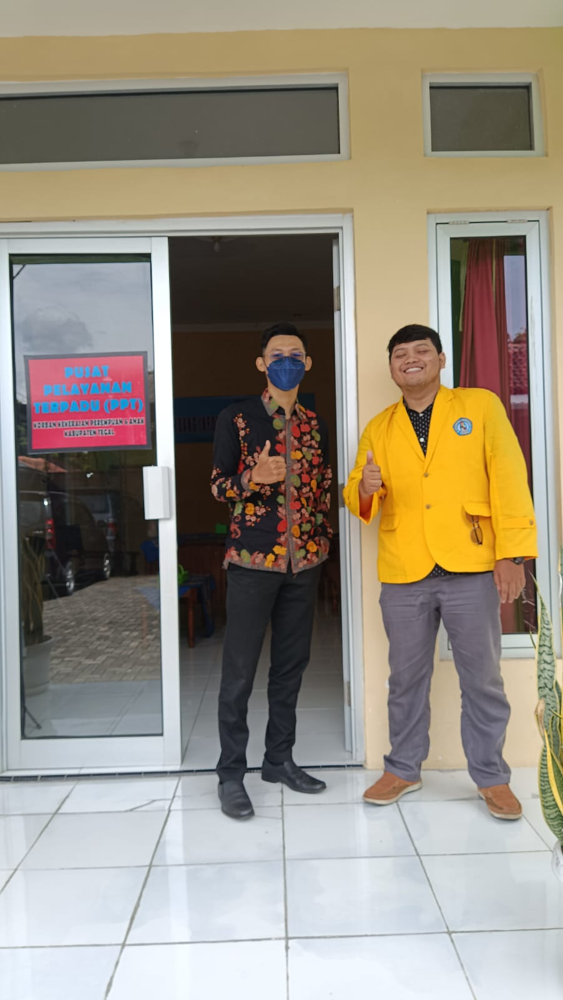 PUSAT
PELAYANAN
TERPADU (PPT)
KORBAN KEKERASAN PEREMPUAN & ANAK
KABUPATEN TEGAL